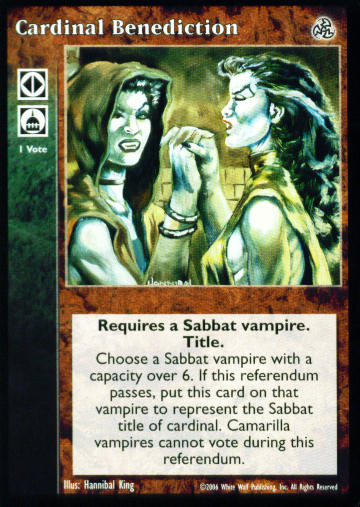 Cardinal Benediction
1 Vote
Requires a Sabbat vampire.
Title.
Choose a Sabbat vampire with a
capacity over 6. If this referendum
passes, put this card on that
vampire to represent the Sabbat
title of cardinal. Camarilla
vampires cannot vote during this
referendum.
Illus: Hannibal King
©2006 White Wolf Publishing, Inc. All Rights Reserved